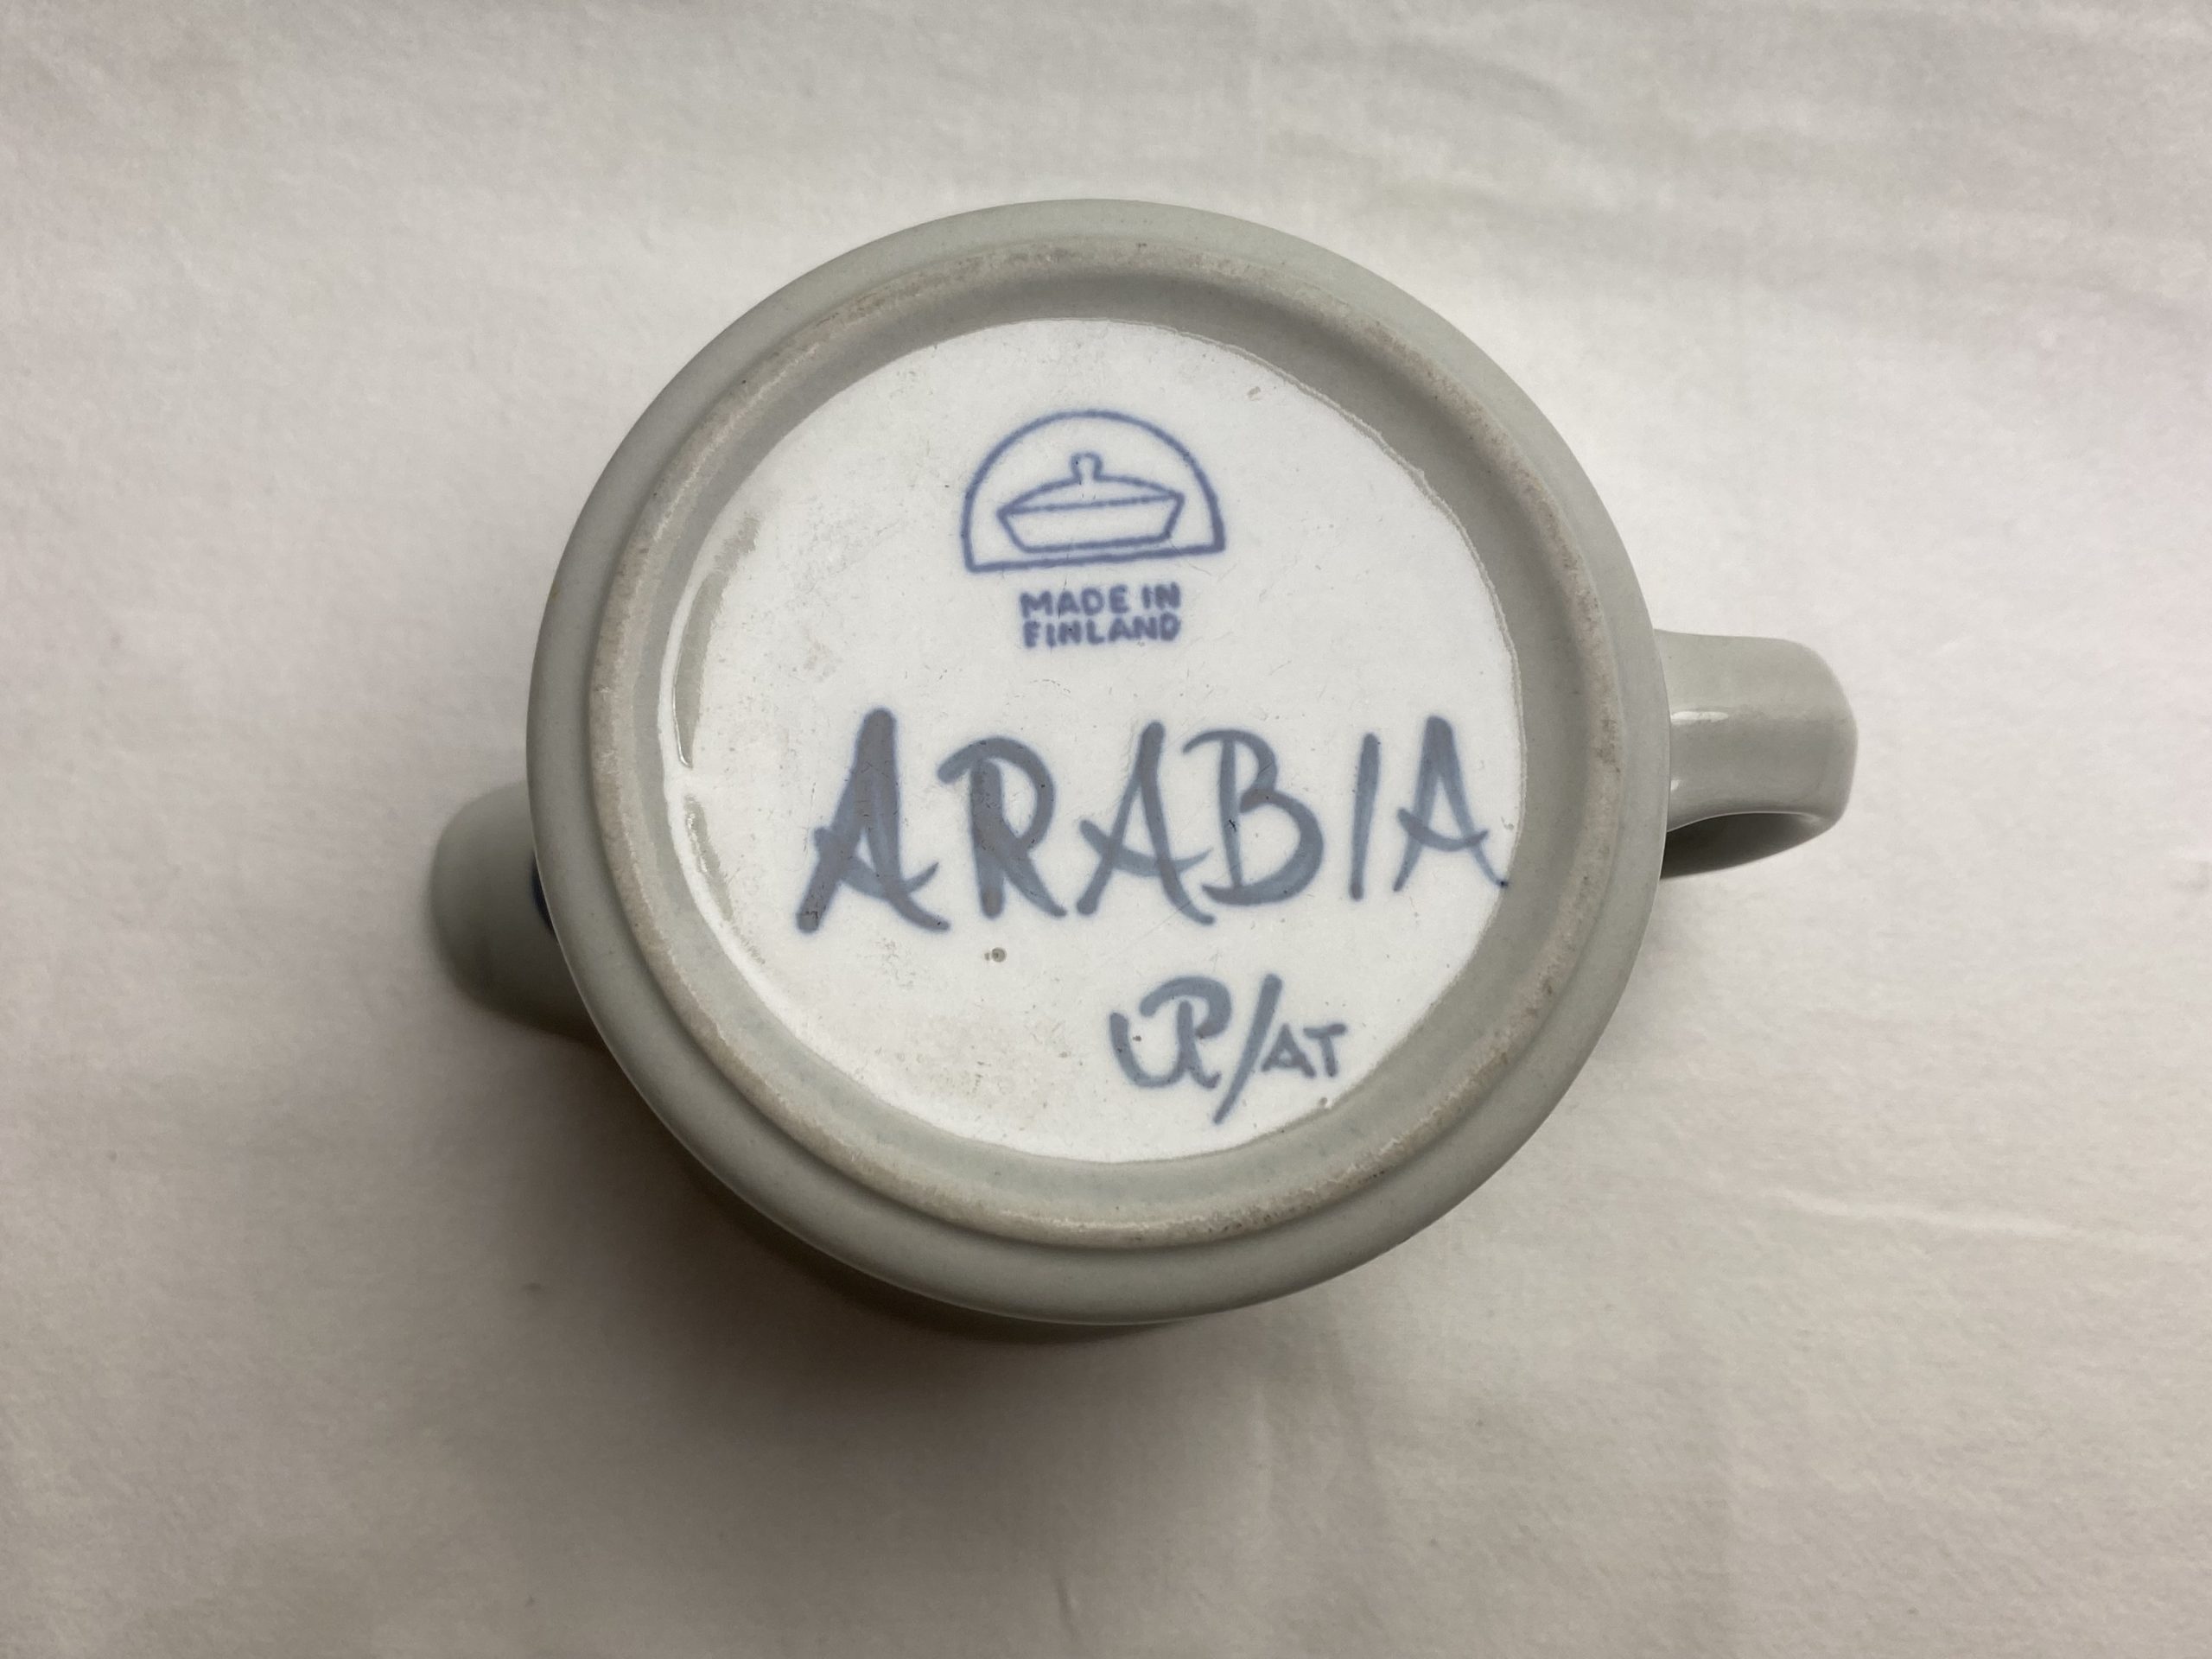 MADE IN
FINLAND
ARABIA
UP/AT